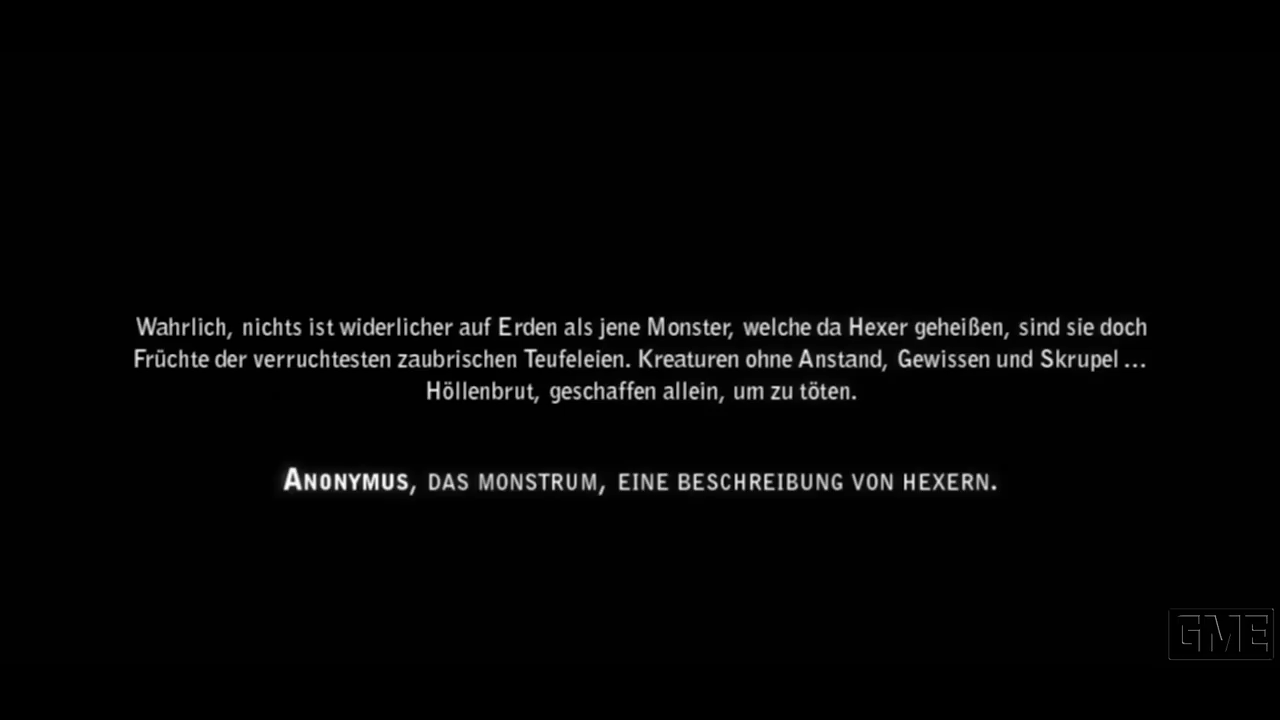 Wahrlich, nichts ist widerlicher auf Erden als jene Monster, welche da Hexer geheißen, sind sie doch
Früchte der verruchtesten zaubrischen Teufeleien. Kreaturen ohne Anstand, Gewissen und Skrupel ...
Höllenbrut, geschaffen allein, um zu töten.
ANONYMUS, DAS MONSTRUM, EINE BESCHREIBUNG VON HEXERN.
GME